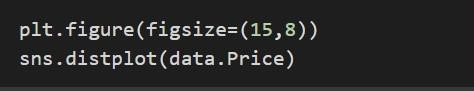 plt.figure(figsize=(15,8))
sns.distplot(data.Price)